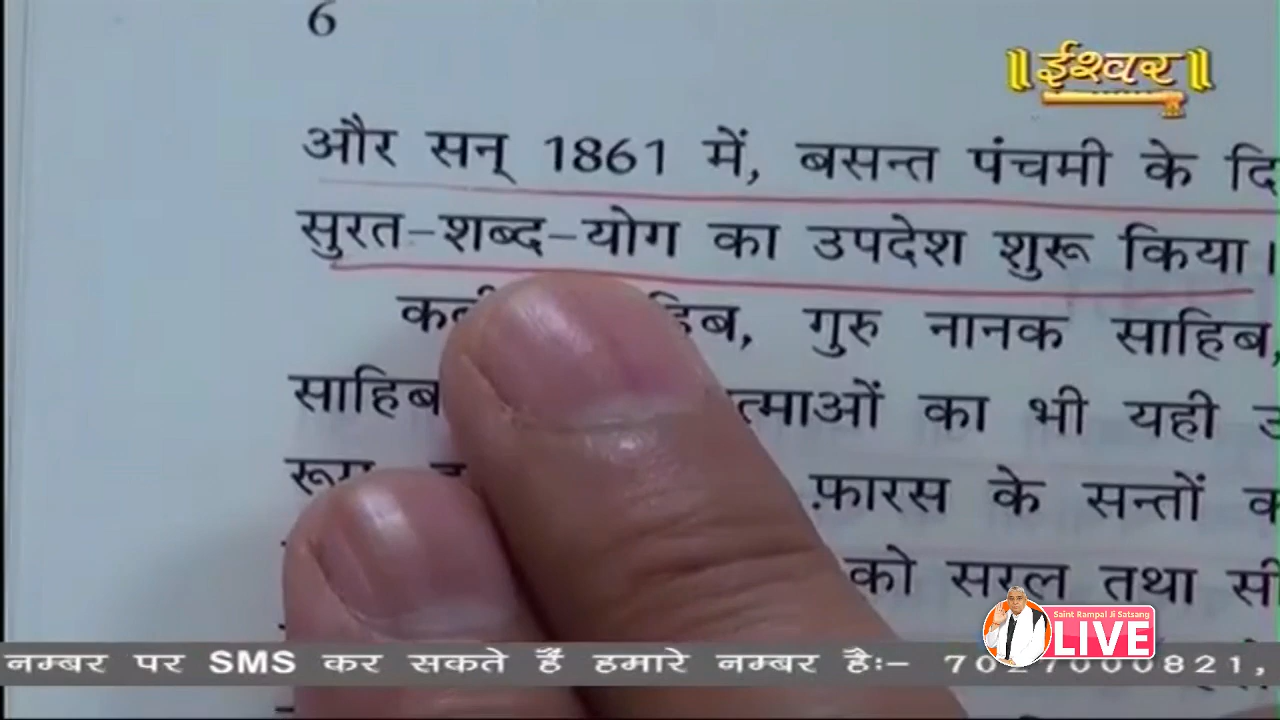 6
॥ईश्वर॥
और सन् 1861 में, बसन्त पंचमी के
सुरत-शब्द-योग का उपदेश शुरू किया।
गुरु नानक साहिब,
साहिब का भी यही
फ़ारस के सन्तों
को सरल तथा
Saint Rampal Ji Satsang
LIVE
नम्बर पर SMS कर सकते हैं हमारे नम्बर हैः- 7027000821,